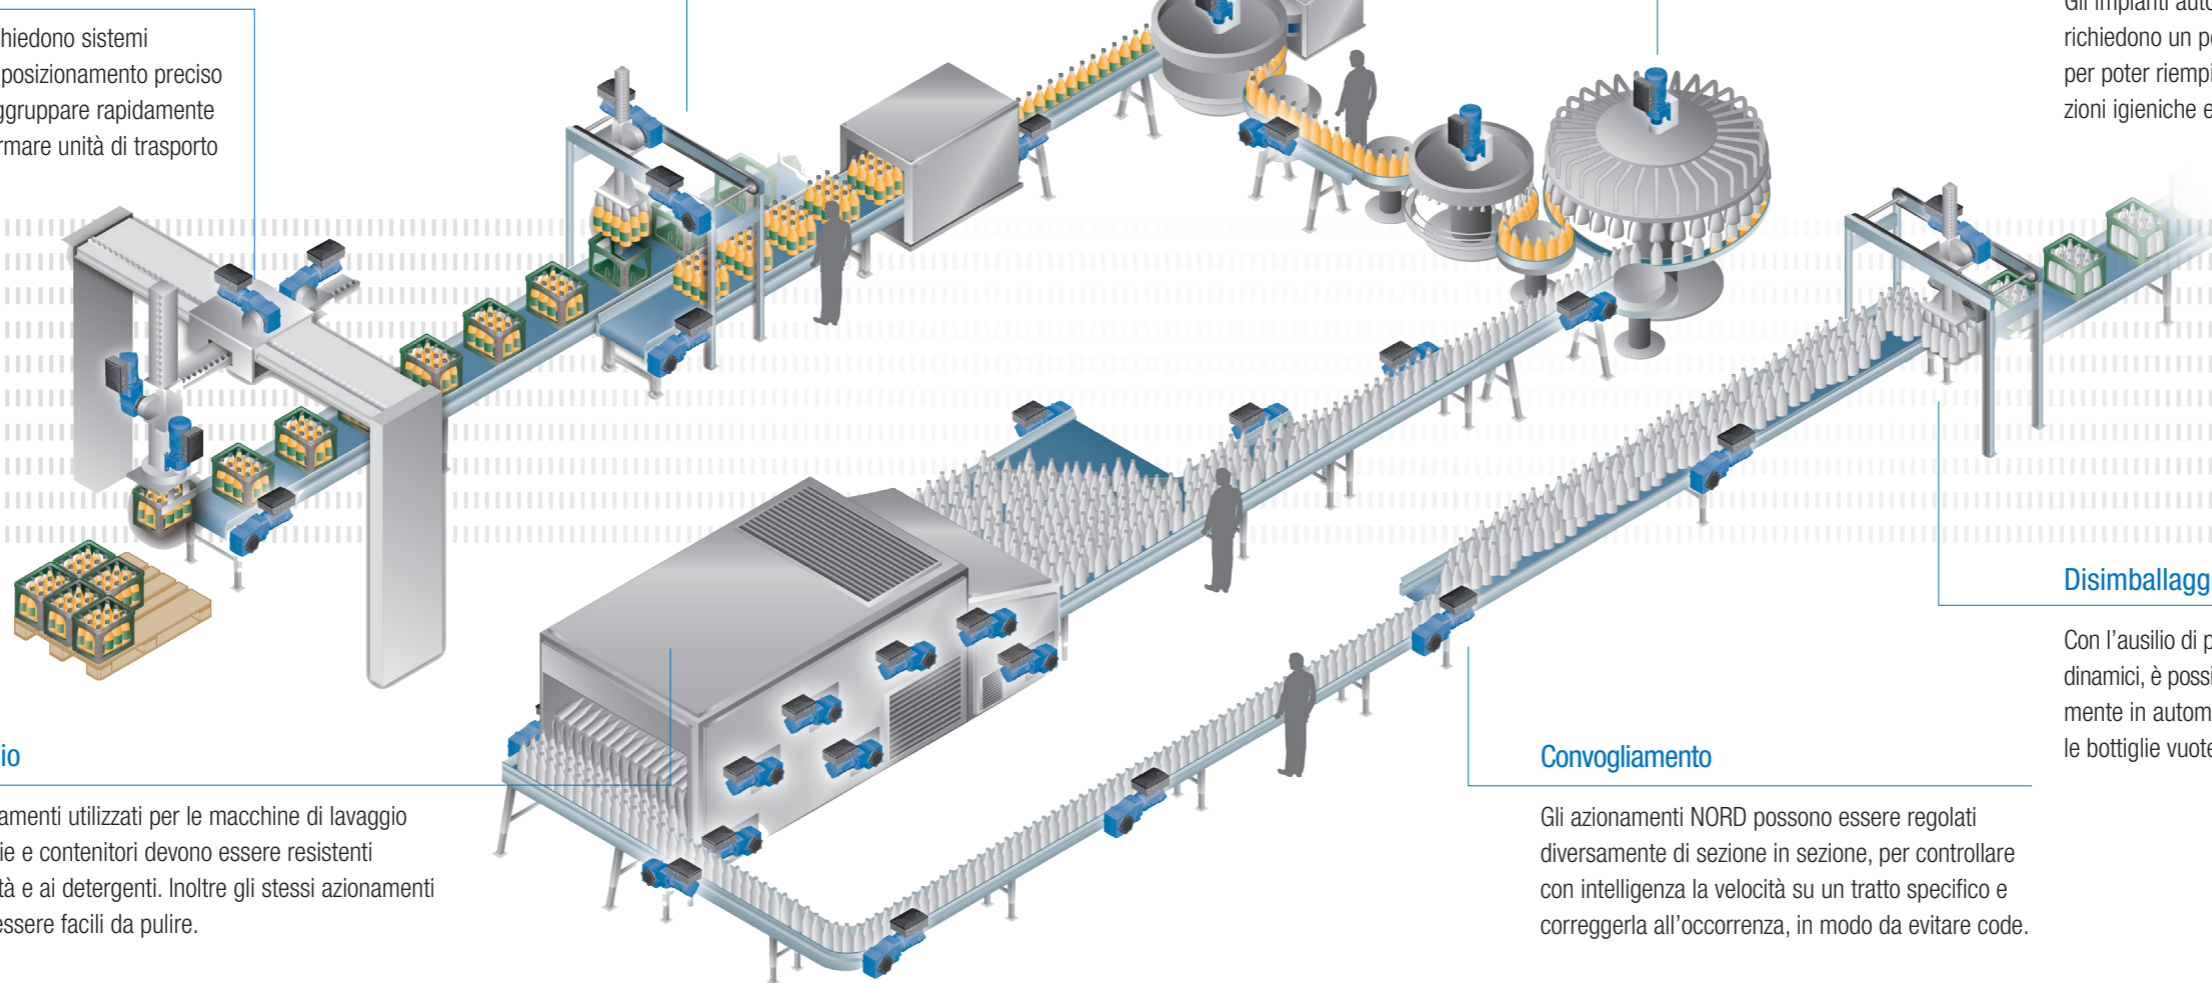 hiedono sistemi
posizionamento preciso
ggruppare rapidamente
rmare unità di trasporto
richiedono un
per poter
zioni igieniche e
Disimballagg
Con l’ausilio di
dinamici, è
mente in
le bottiglie vuote
io
amenti utilizzati per le macchine di lavaggio
ie e contenitori devono essere resistenti
tà e ai detergenti. Inoltre gli stessi azionamenti
essere facili da pulire.
Convogliamento
Gli azionamenti NORD possono essere regolati
diversamente di sezione in sezione, per controllare
con intelligenza la velocità su un tratto specifico e
correggerla all’occorrenza, in modo da evitare code.